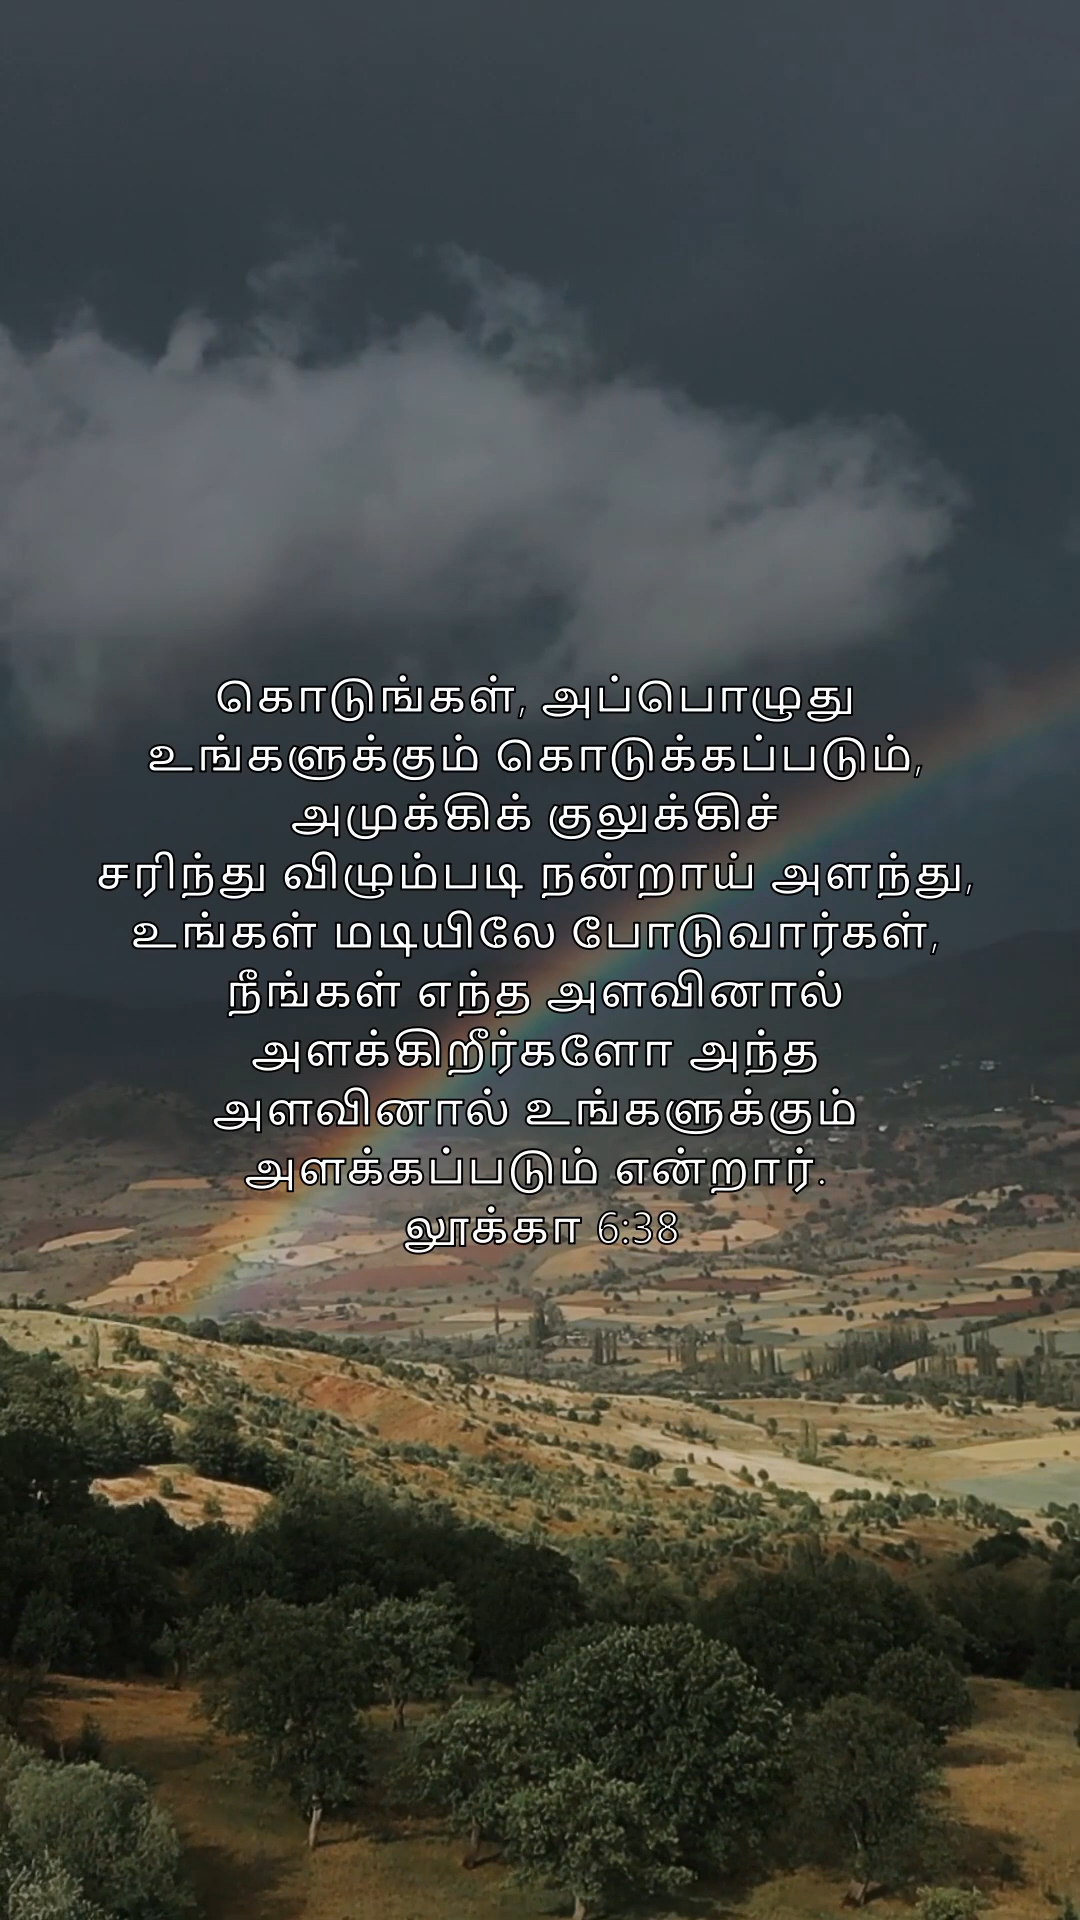 கொடுங்கள், அப்பொழுது
உங்களுக்கும் கொடுக்கப்படும்,
அமுக்கிக் குலுக்கிச்
சரிந்து விழும்படி நன்றாய் அளந்து,
உங்கள் மடியிலே போடுவார்கள்,
நீங்கள் எந்த அளவினால்
அளக்கிறீர்களோ அந்த
அளவினால் உங்களுக்கும்
அளக்கப்படும் என்றார்.
லூக்கா 6:38